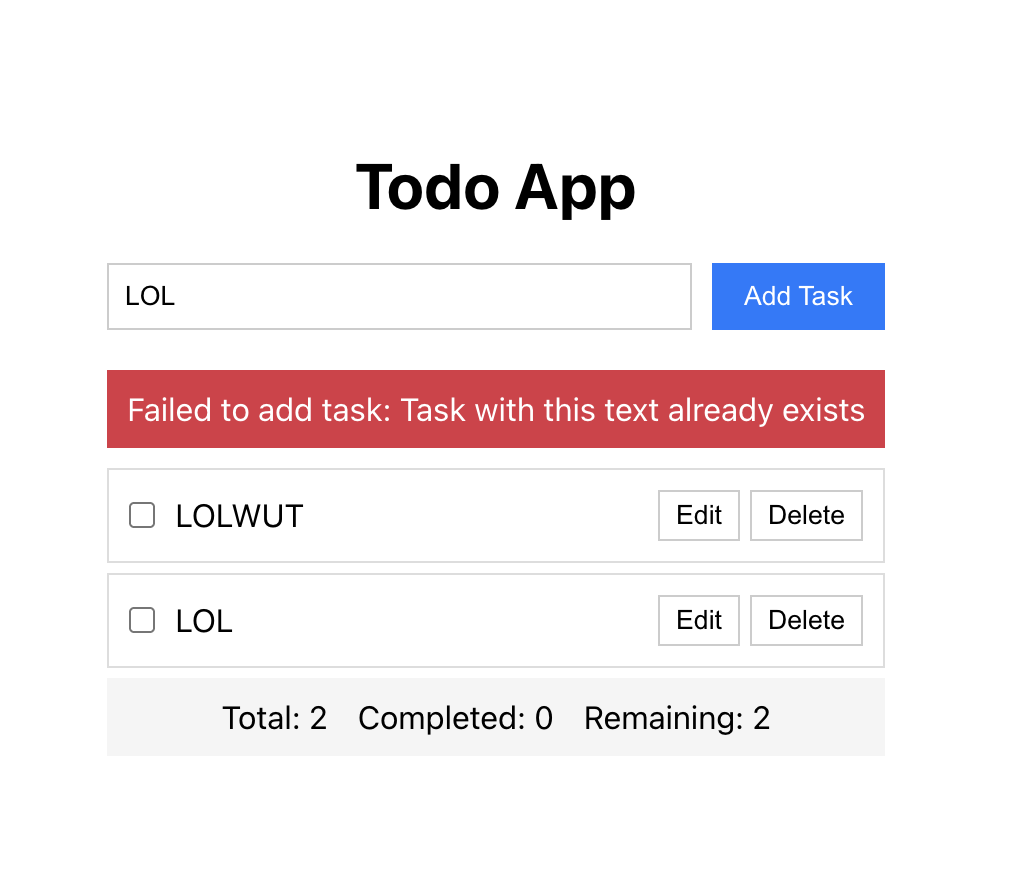 Todo App
LOL Add Task
Failed to add task: Task with this text already exists
LOLWUT Edit Delete
LOL Edit Delete
Total: 2 Completed: 0 Remaining: 2